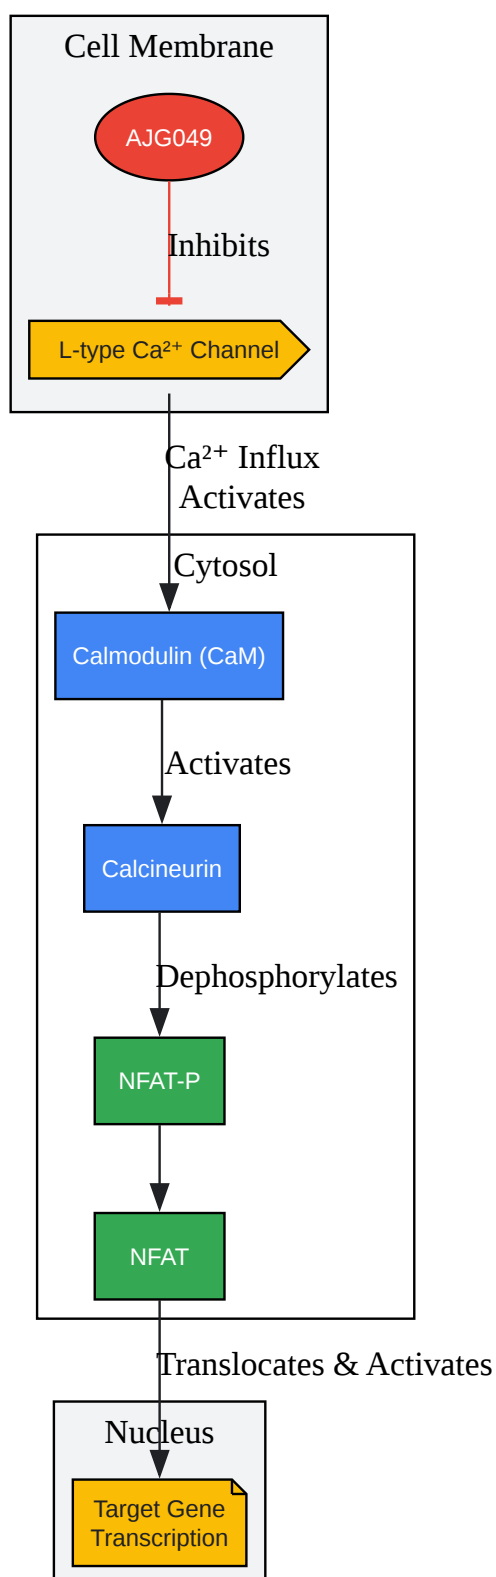 Cell Membrane
AJG049
Inhibits
L-type Ca²⁺ Channel
Ca²⁺ Influx
Activates
Cytosol
Calmodulin (CaM)
Activates
Calcineurin
Dephosphorylates
NFAT-P
NFAT
Translocates & Activates
Nucleus
Target Gene
Transcription